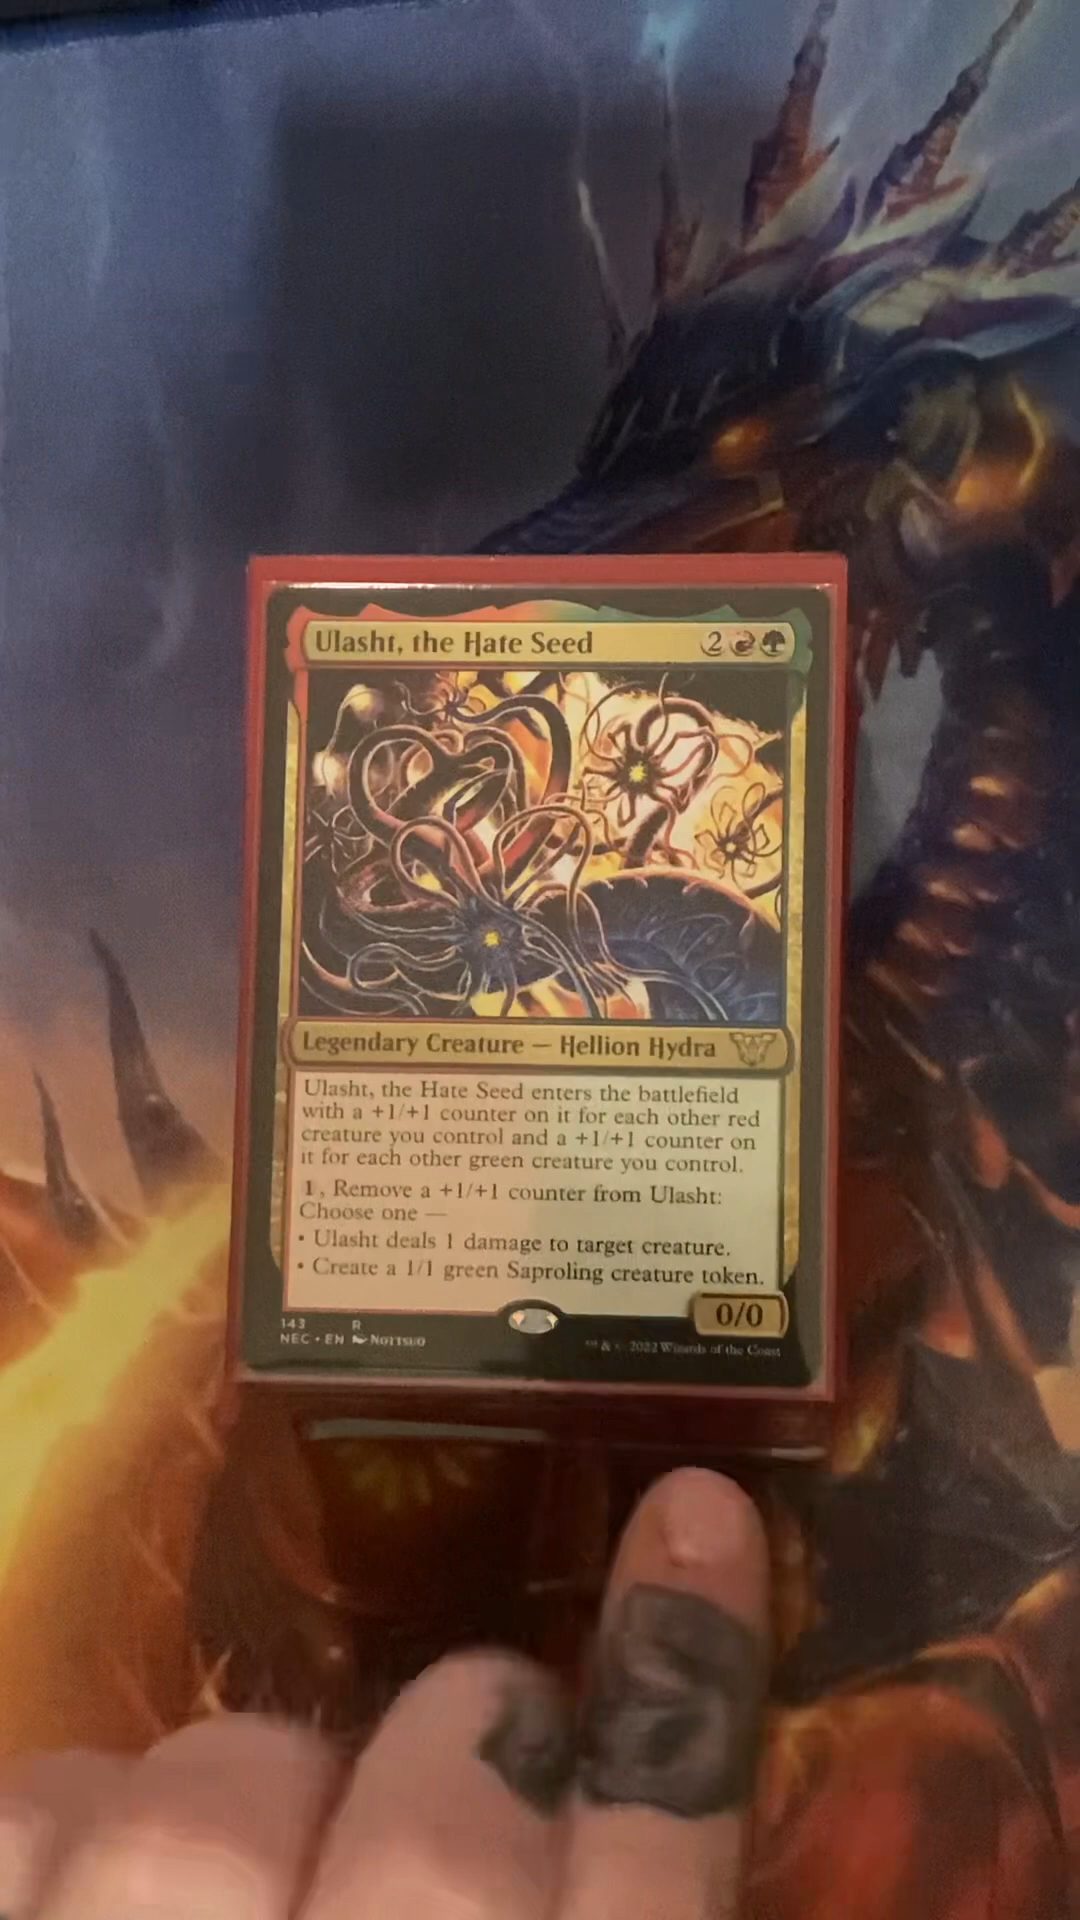 Ulasht, the Hate Seed 2
Legendary Creature — Hellion Hydra
Ulasht, the Hate Seed enters the battlefield
with a +1/+1 counter on it for each other red
creature you control and a +1/+1 counter on
it for each other green creature you control.
1, Remove a +1/+1 counter from Ulasht:
Choose one —
• Ulasht deals 1 damage to target creature.
• Create a 1/1 green Saproling creature token.
0/0
143 R
NEC • EN NOTTSUO
™ & © 2022 Wizards of the Coast